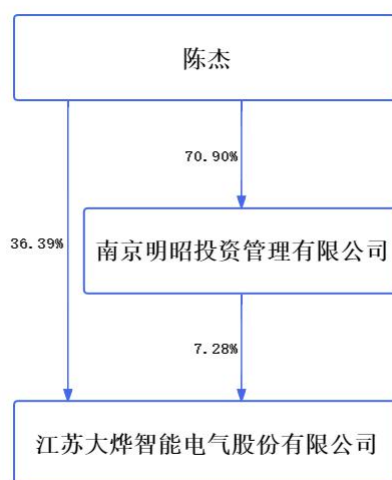 陈杰
70.90%
36.39%
南京明昭投资管理有限公司
7.28%
江苏大烨智能电气股份有限公司